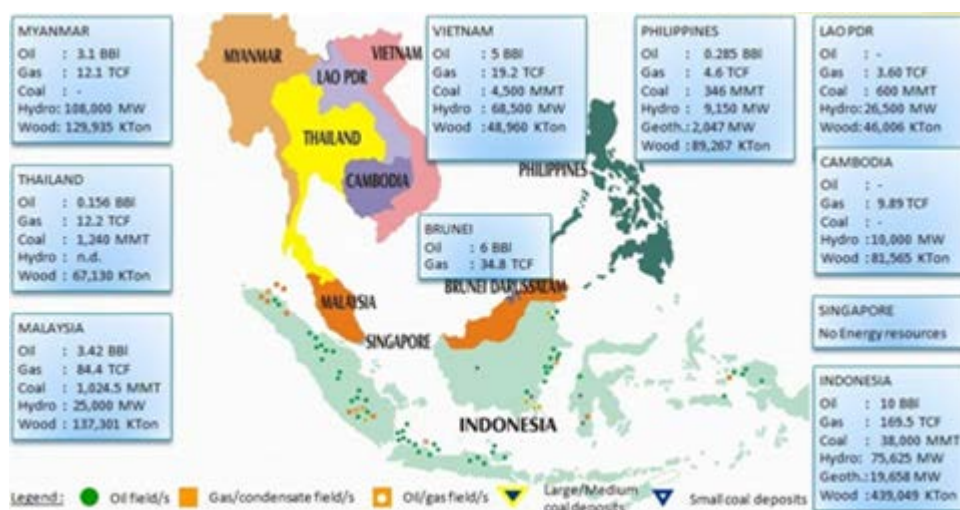 MYANMAR
Oil : 3.1 BBl
Gas : 12.1 TCF
Coal : -
Hydro : 108,000 MW
Wood : 129,935 KTon
THAILAND
Oil : 0.156 BBl
Gas : 12.2 TCF
Coal : 1,240 MMT
Hydro : n.d.
Wood : 67,130 KTon
MALAYSIA
Oil : 3.42 BBl
Gas : 84.4 TCF
Coal : 1,024.5 MMT
Hydro : 25,000 MW
Wood : 137,301 KTon
VIETNAM
Oil : 5 BBl
Gas : 19.2 TCF
Coal : 4,500 MMT
Hydro : 68,500 MW
Wood :48,960 KTon
PHILIPPINES
Oil : 0.285 BBl
Gas : 4.6 TCF
Coal : 346 MMT
Hydro : 9,150 MW
Geoth.:2,047 MW
Wood :89,267 KTon
LAO PDR
Oil : -
Gas : 3.60 TCF
Coal : 600 MMT
Hydro:26,500 MW
Wood:46,006 KTon
CAMBODIA
Oil : -
Gas : 9.89 TCF
Coal : -
Hydro :10,000 MW
Wood :81,565 KTon
BRUNEI
Oil : 6 BBl
Gas : 34.8 TCF
SINGAPORE
No Energy resources
INDONESIA
Oil : 10 BBl
Gas : 169.5 TCF
Coal : 38,000 MMT
Hydro: 75,625 MW
Geoth.:19,658 MW
Wood : 439,049 KTon
MYANMAR
LAO PDR
VIETNAM
THAILAND
CAMBODIA
PHILIPPINES
BRUNEI DARUSSALAM
MALAYSIA
SINGAPORE
INDONESIA
Legend :
Oil field/s
Gas/condensate field/s
Oil/gas field/s
Large/Medium
coal deposits
Small coal deposits